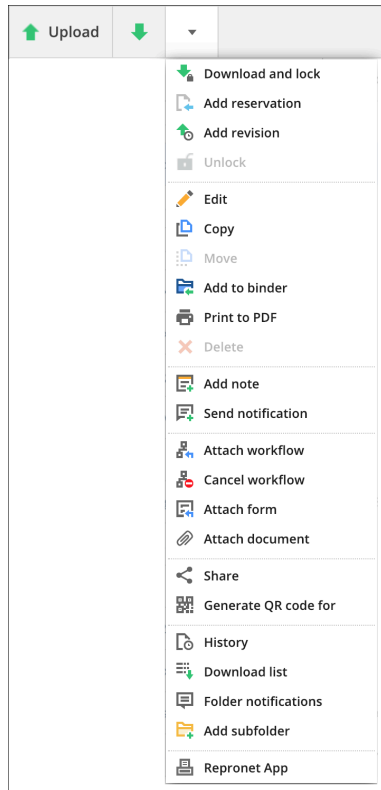 Upload
Download and lock
Add reservation
Add revision
Unlock
Edit
Copy
Move
Add to binder
Print to PDF
Delete
Add note
Send notification
Attach workflow
Cancel workflow
Attach form
Attach document
Share
Generate QR code for
History
Download list
Folder notifications
Add subfolder
Repronet App